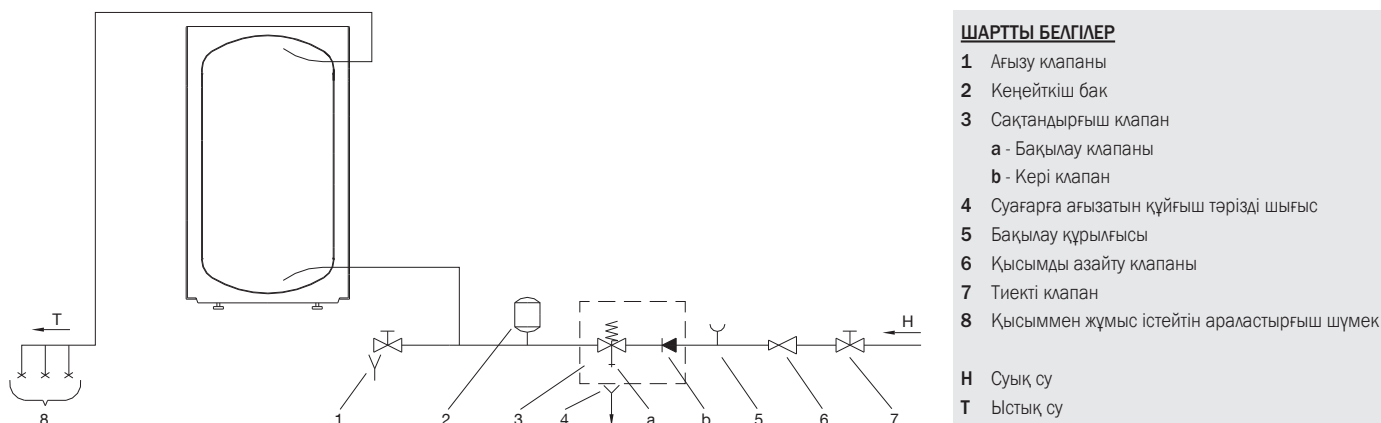 T
H
8
1
2
3
4
a
b
5
6
7
ШАРТТЫ БЕЛГІЛЕР
1 Ағызу клапаны
2 Кеңейткіш бак
3 Сақтандырғыш клапан
a - Бақылау клапаны
b - Кері клапан
4 Суағарға ағызатын құйғыш тәрізді шығыс
5 Бақылау құрылғысы
6 Қысымды азайту клапаны
7 Тиекті клапан
8 Қысыммен жұмыс істейтін араластырғыш шүмек
H Суық су
T Ыстық су